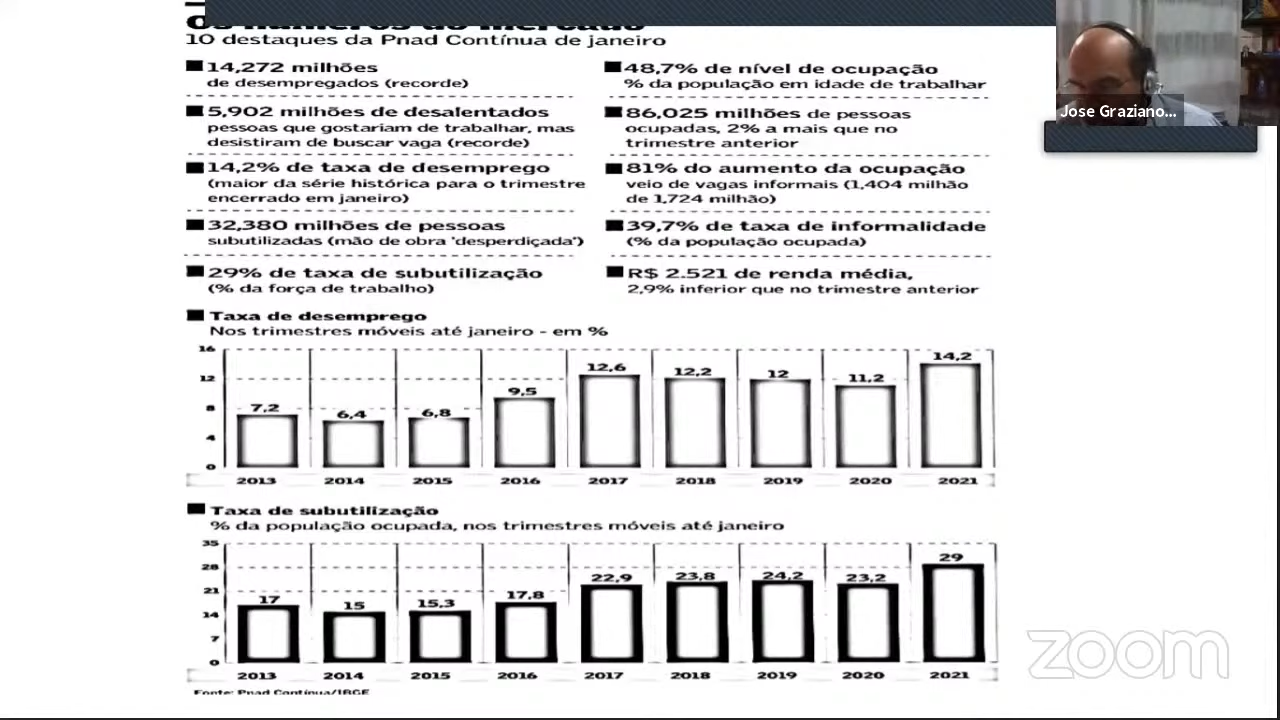 os números do mercado
10 destaques da Pnad Contínua de janeiro
14,272 milhões
de desempregados (recorde)
5,902 milhões de desalentados
pessoas que gostariam de trabalhar, mas
desistiram de buscar vaga (recorde)
14,2% de taxa de desemprego
(maior da série histórica para o trimestre
encerrado em janeiro)
32,380 milhões de pessoas
subutilizadas (mão de obra 'desperdiçada')
29% de taxa de subutilização
(% da força de trabalho)
48,7% de nível de ocupação
% da população em idade de trabalhar
86,025 milhões de pessoas
ocupadas, 2% a mais que no
trimestre anterior
81% do aumento da ocupação
veio de vagas informais (1,404 milhão
de 1,724 milhão)
39,7% de taxa de informalidade
(% da população ocupada)
R$ 2.521 de renda média,
2,9% inferior que no trimestre anterior
Taxa de desemprego
Nos trimestres móveis até janeiro - em %
16
12
8
4
0
7,2
6,4
6,8
9,5
12,6
12,2
12
11,2
14,2
2013 2014 2015 2016 2017 2018 2019 2020 2021
Taxa de subutilização
% da população ocupada, nos trimestres móveis até janeiro
35
28
21
14
7
0
17
15
15,3
17,8
22,9
23,8
24,2
23,2
29
2013 2014 2015 2016 2017 2018 2019 2020 2021
Fonte: Pnad Contínua/IBGE
Jose Graziano...
zoom